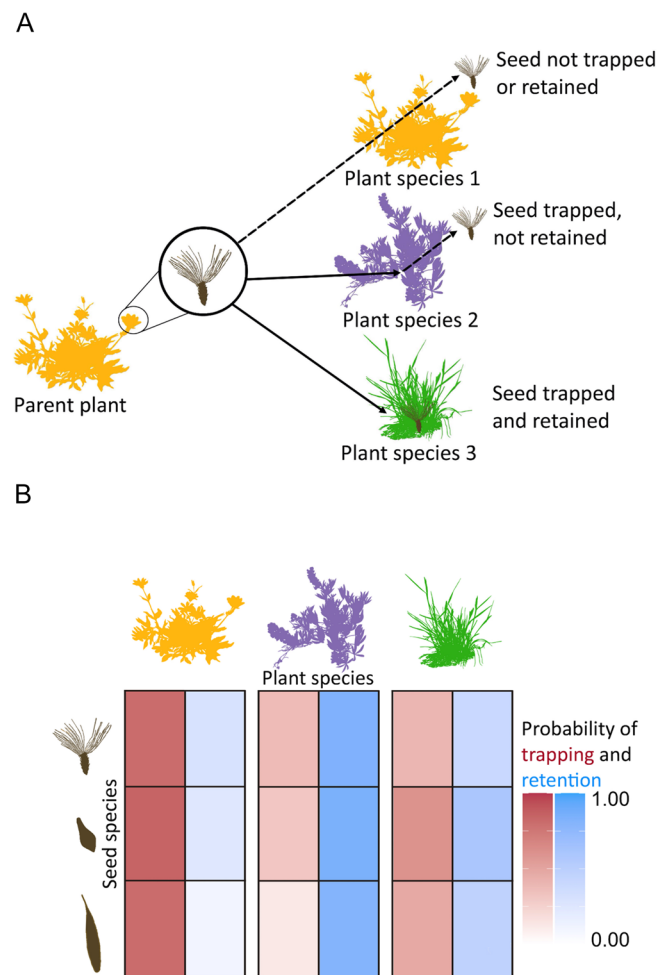 A
Seed not trapped
or retained
Plant species 1
Seed trapped,
not retained
Plant species 2
Parent plant
Seed trapped
and retained
Plant species 3
B
Plant species
Seed species
Probability of
trapping and
retention
1.00
0.00